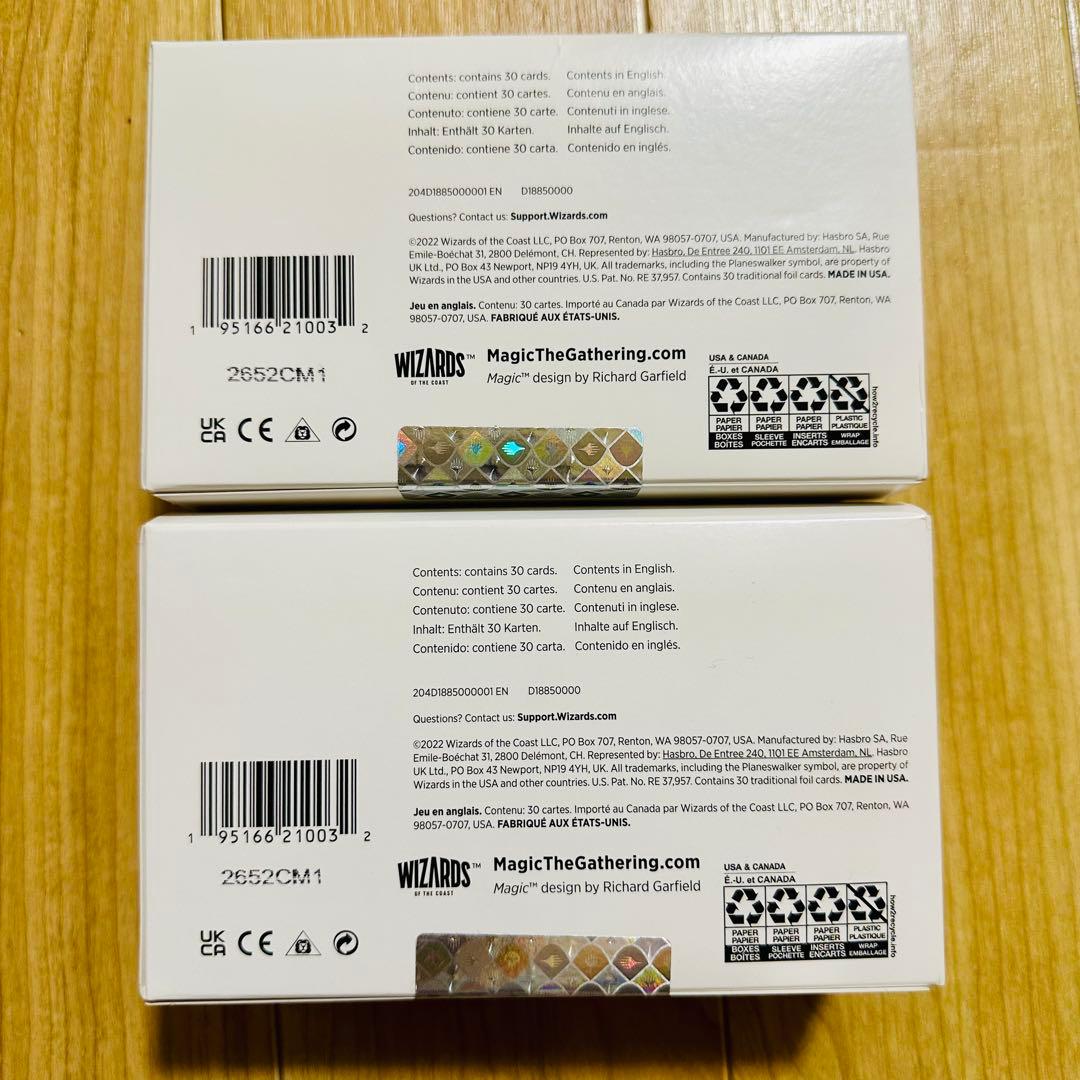 Contents: contains 30 cards. Contents in English.
Contenu: contient 30 cartes. Contenu en anglais.
Contenuto: contiene 30 carte. Contenuti in inglese.
Inhalt: Enthält 30 Karten. Inhalte auf Englisch.
Contenido: contiene 30 carta. Contenido en inglés.
204D1885000001 EN D18850000
Questions? Contact us: Support.Wizards.com
©2022 Wizards of the Coast LLC, PO Box 707, Renton, WA 98057-0707, USA. Manufactured by: Hasbro SA, Rue
Emile-Boéchat 31, 2800 Delémont, CH. Represented by: Hasbro, De Entree 240, 1101 EE Amsterdam, NL. Hasbro
UK Ltd., PO Box 43 Newport, NP19 4YH, UK. All trademarks, including the Planeswalker symbol, are property of
Wizards in the USA and other countries. U.S. Pat. No. RE 37,957. Contains 30 traditional foil cards. MADE IN USA.
Jeu en anglais. Contenu: 30 cartes. Importé au Canada par Wizards of the Coast LLC, PO Box 707, Renton, WA
98057-0707, USA. FABRIQUÉ AUX ÉTATS-UNIS.
1 95166 21003 2
2652CM1
UK
CA CE
WIZARDS™
OF THE COAST
MagicTheGathering.com
Magic™ design by Richard Garfield
USA & CANADA
É.-U. et CANADA
PAPER PAPER PAPER PLASTIC
PAPIER PAPIER PAPIER PLASTIQUE
BOXES SLEEVE INSERTS WRAP
BOÎTES POCHETTE ENCARTS EMBALLAGE
how2recycle.info
Contents: contains 30 cards. Contents in English.
Contenu: contient 30 cartes. Contenu en anglais.
Contenuto: contiene 30 carte. Contenuti in inglese.
Inhalt: Enthält 30 Karten. Inhalte auf Englisch.
Contenido: contiene 30 carta. Contenido en inglés.
204D1885000001 EN D18850000
Questions? Contact us: Support.Wizards.com
©2022 Wizards of the Coast LLC, PO Box 707, Renton, WA 98057-0707, USA. Manufactured by: Hasbro SA, Rue
Emile-Boéchat 31, 2800 Delémont, CH. Represented by: Hasbro, De Entree 240, 1101 EE Amsterdam, NL. Hasbro
UK Ltd., PO Box 43 Newport, NP19 4YH, UK. All trademarks, including the Planeswalker symbol, are property of
Wizards in the USA and other countries. U.S. Pat. No. RE 37,957. Contains 30 traditional foil cards. MADE IN USA.
Jeu en anglais. Contenu: 30 cartes. Importé au Canada par Wizards of the Coast LLC, PO Box 707, Renton, WA
98057-0707, USA. FABRIQUÉ AUX ÉTATS-UNIS.
1 95166 21003 2
2652CM1
UK
CA CE
WIZARDS™
OF THE COAST
MagicTheGathering.com
Magic™ design by Richard Garfield
USA & CANADA
É.-U. et CANADA
PAPER PAPER PAPER PLASTIC
PAPIER PAPIER PAPIER PLASTIQUE
BOXES SLEEVE INSERTS WRAP
BOÎTES POCHETTE ENCARTS EMBALLAGE
how2recycle.info